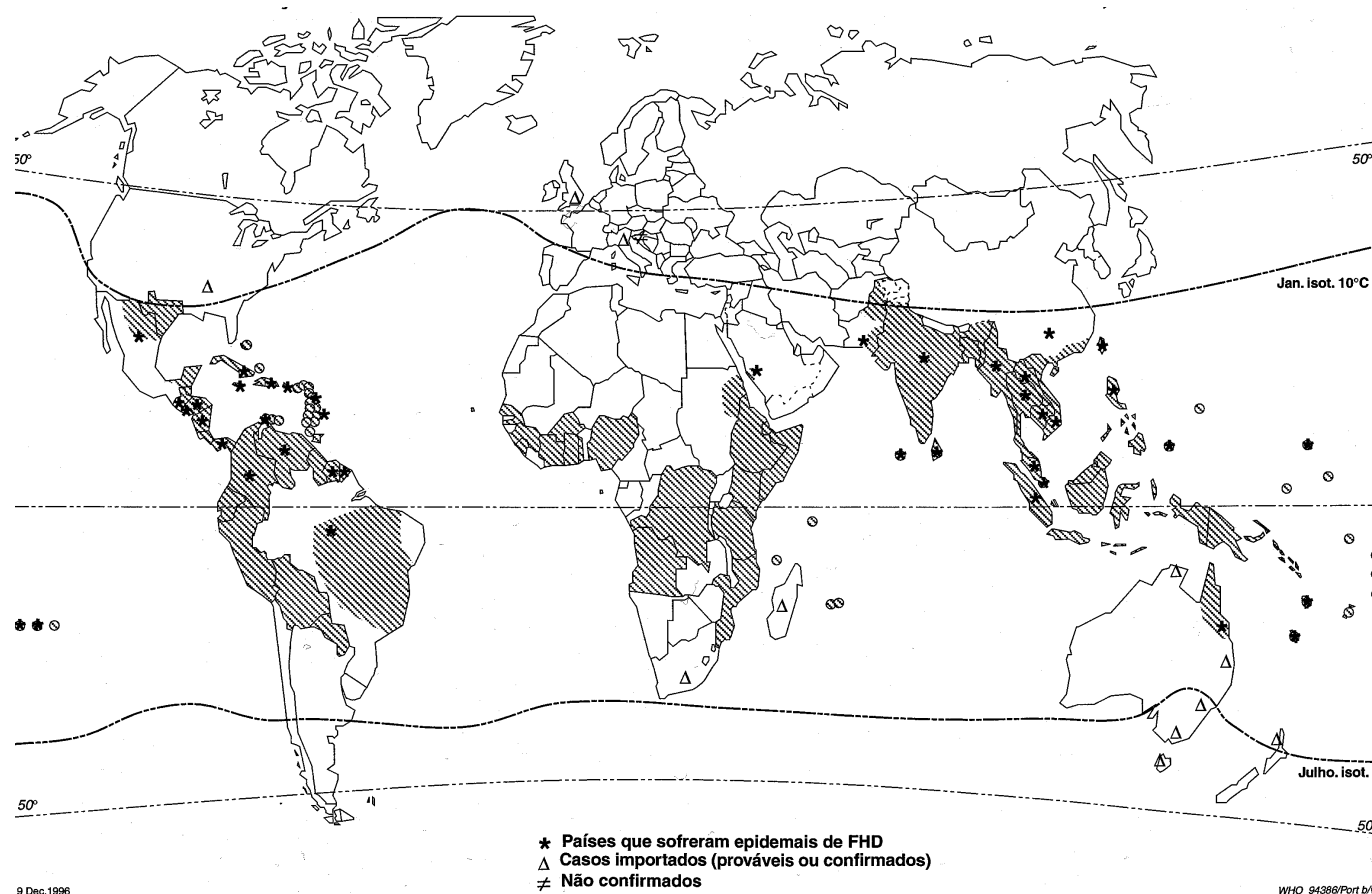 50°
50°
Jan. isot. 10°C
Julho. isot.
50°
50
* Países que sofreram epidemais de FHD
Δ Casos importados (prováveis ou confirmados)
≠ Não confirmados
9 Dec.1996
WHO 94386/Port b/